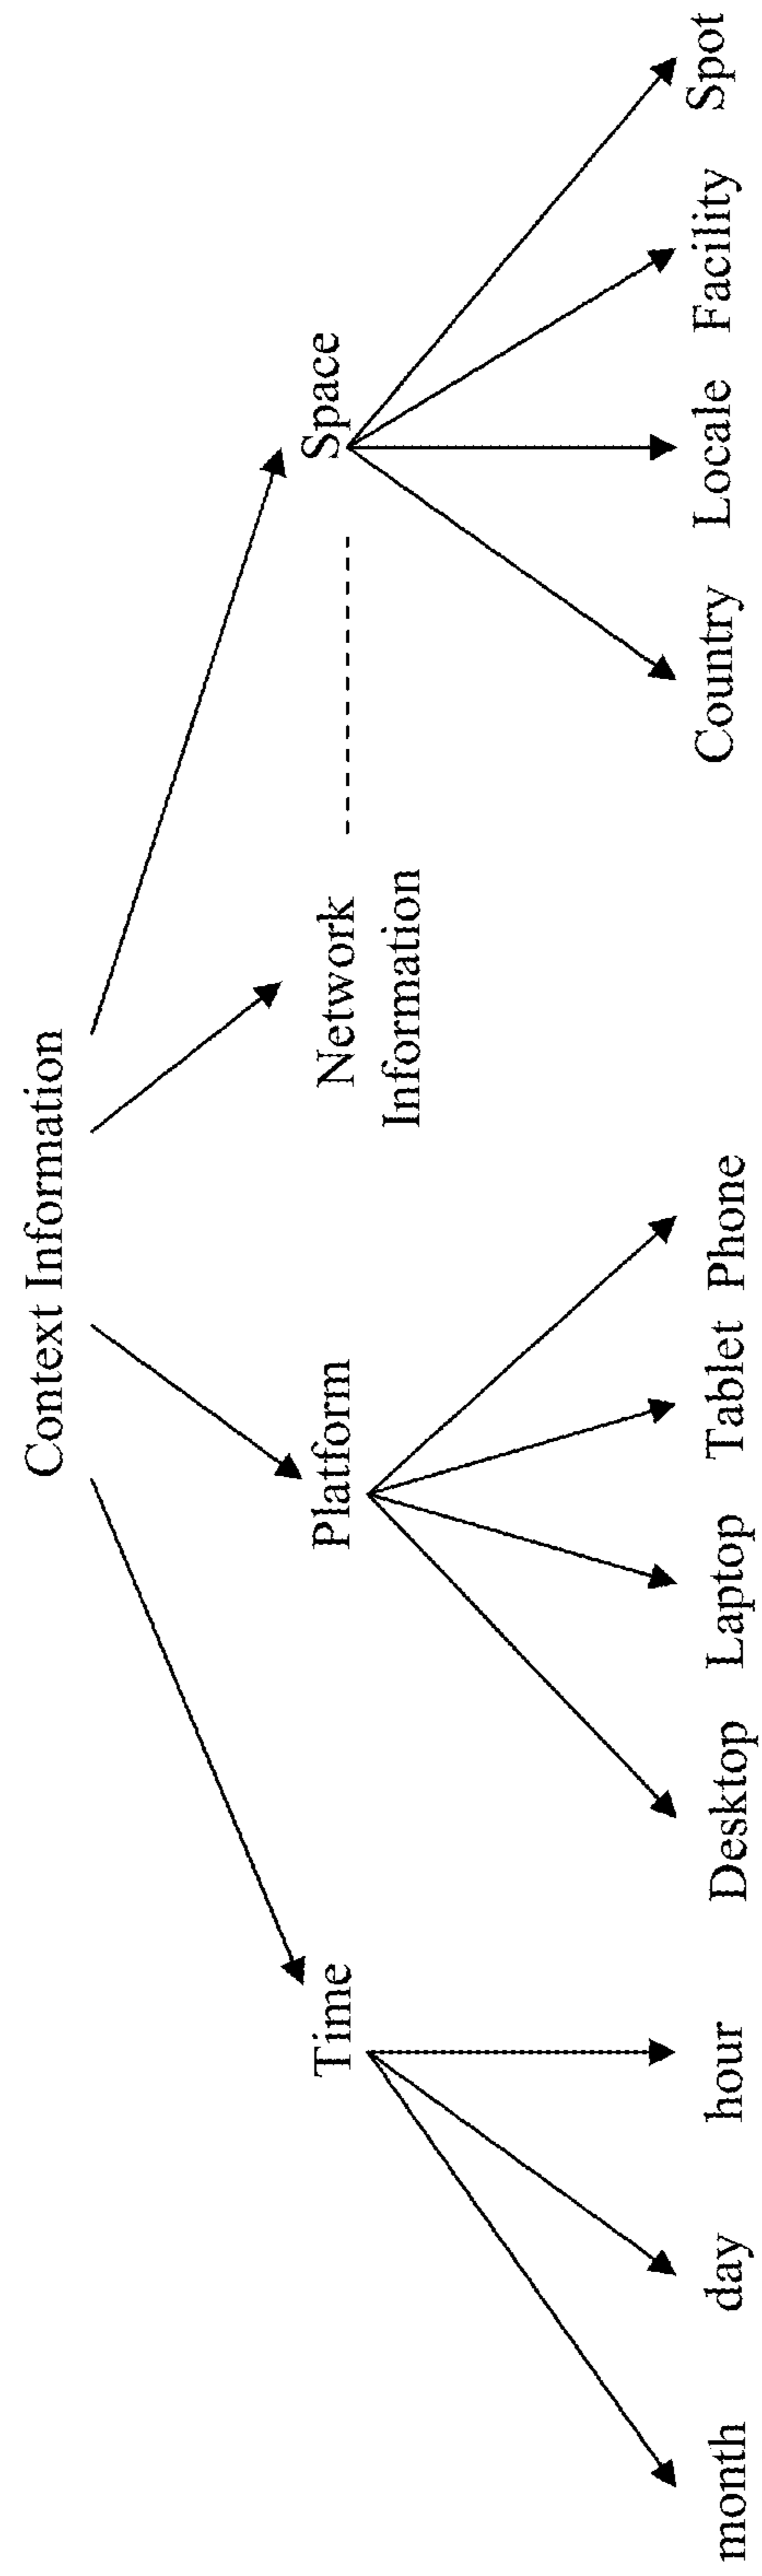 Context Information
Time
Platform
Network
Information
Space
month
day
hour
Desktop
Laptop
Tablet
Phone
Country
Locale
Facility
Spot